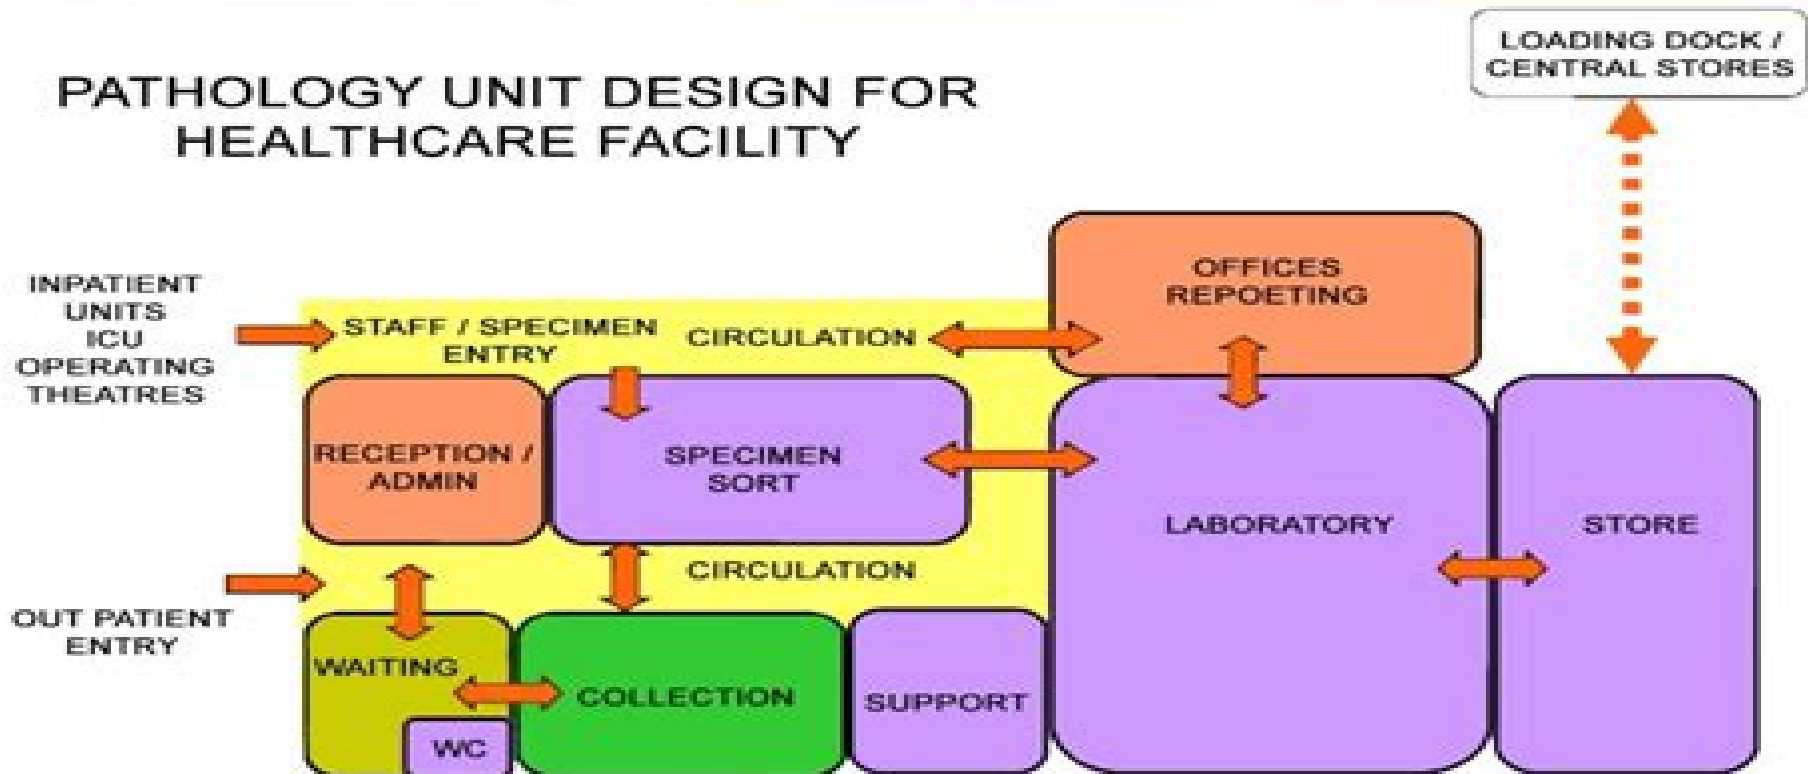 LOADING DOCK /
CENTRAL STORES
PATHOLOGY UNIT DESIGN FOR
HEALTHCARE FACILITY
OFFICES
REPOETING
INPATIENT
UNITS
ICU
OPERATING
THEATRES
STAFF / SPECIMEN
ENTRY
CIRCULATION
RECEPTION /
ADMIN
SPECIMEN
SORT
LABORATORY
STORE
CIRCULATION
OUT PATIENT
ENTRY
WAITING
COLLECTION
SUPPORT
WC